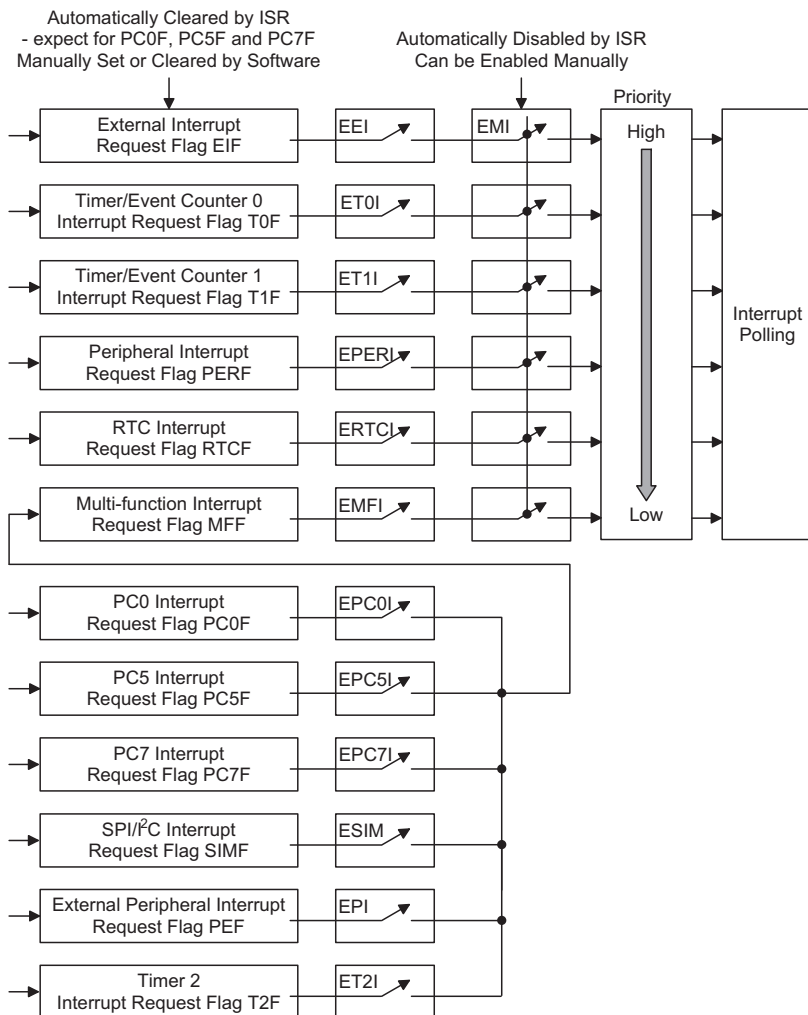 Automatically Cleared by ISR
- expect for PC0F, PC5F and PC7F
Manually Set or Cleared by Software
Automatically Disabled by ISR
Can be Enabled Manually
Priority
External Interrupt
Request Flag EIF
EEI
EMI
High
Timer/Event Counter 0
Interrupt Request Flag T0F
ET0I
Timer/Event Counter 1
Interrupt Request Flag T1F
ET1I
Interrupt
Polling
Peripheral Interrupt
Request Flag PERF
EPERI
RTC Interrupt
Request Flag RTCF
ERTCI
Multi-function Interrupt
Request Flag MFF
EMFI
Low
PC0 Interrupt
Request Flag PC0F
EPC0I
PC5 Interrupt
Request Flag PC5F
EPC5I
PC7 Interrupt
Request Flag PC7F
EPC7I
SPI/I²C Interrupt
Request Flag SIMF
ESIM
External Peripheral Interrupt
Request Flag PEF
EPI
Timer 2
Interrupt Request Flag T2F
ET2I